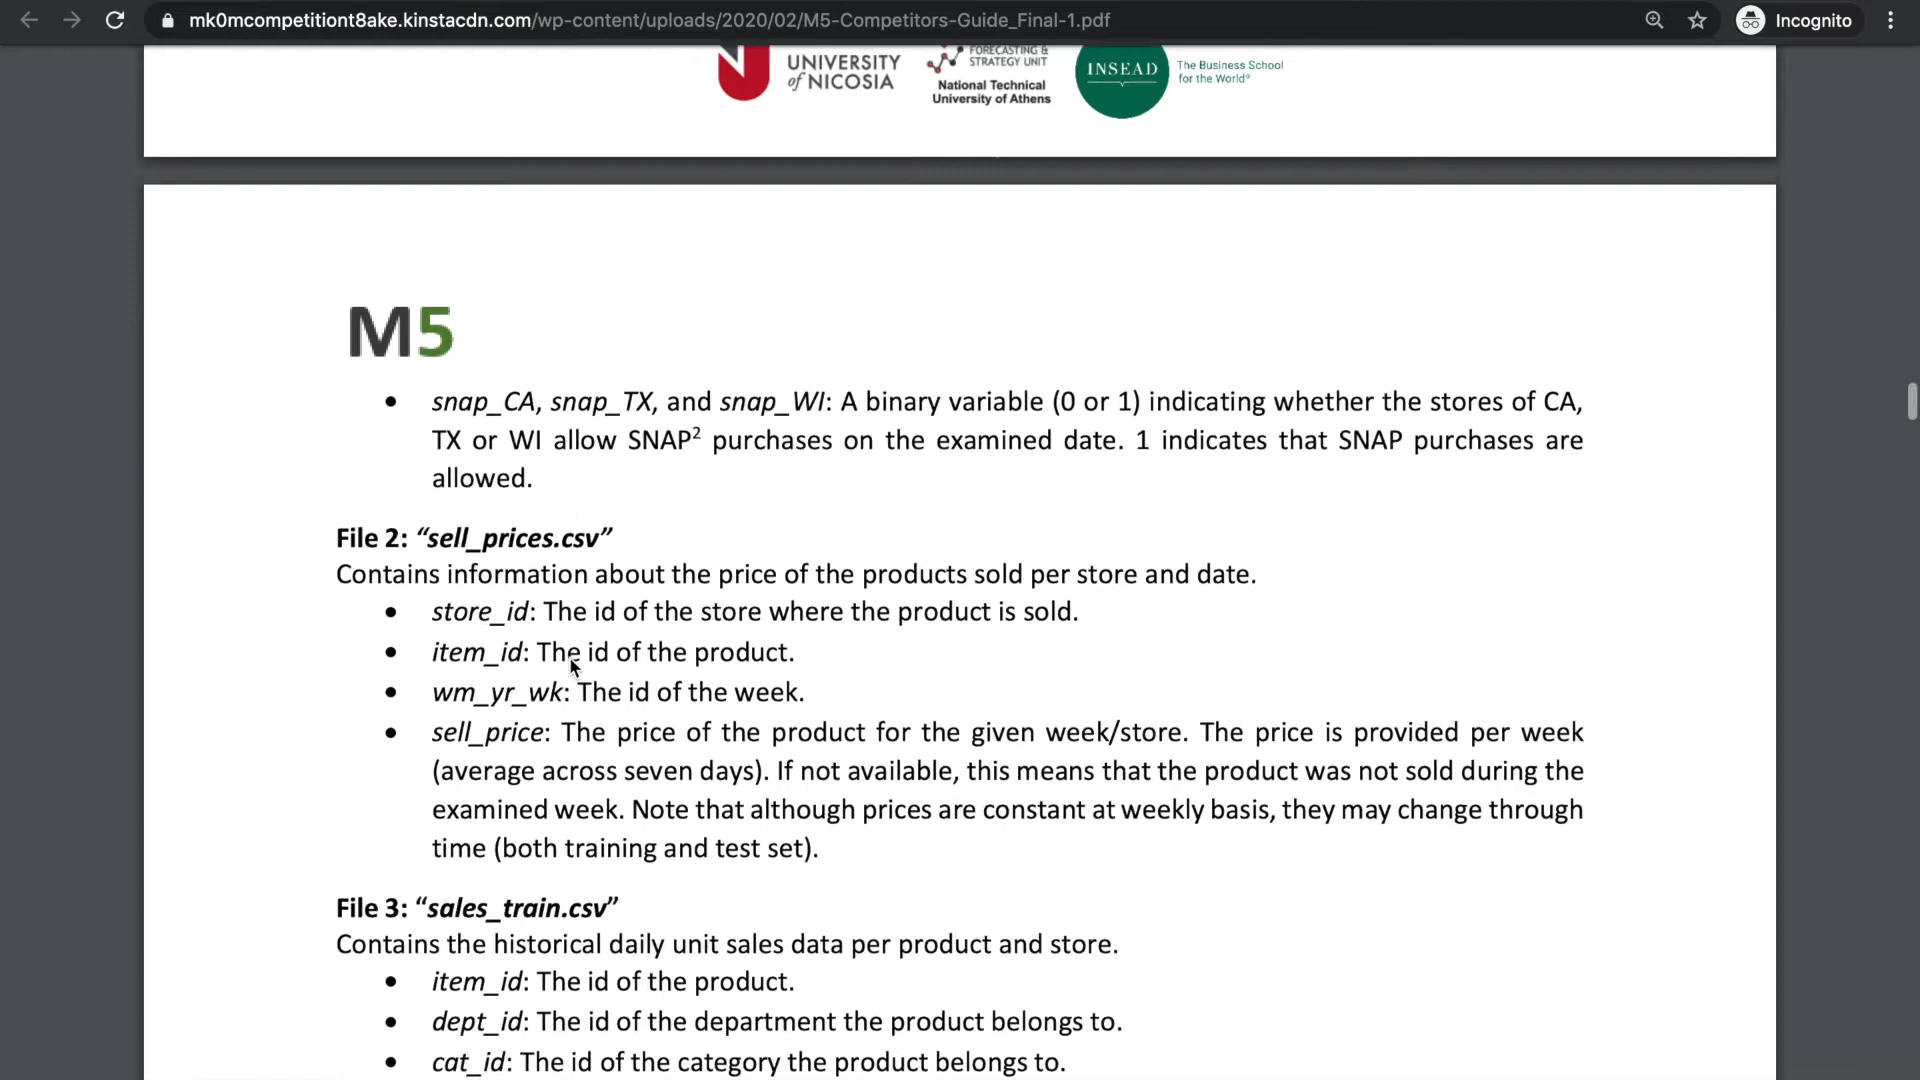 mk0mcompetitiont8ake.kinstacdn.com/wp-content/uploads/2020/02/M5-Competitors-Guide_Final-1.pdf
Incognito
UNIVERSITY
of NICOSIA
FORECASTING &
STRATEGY UNIT
National Technical
University of Athens
INSEAD
The Business School
for the World®
M5
• snap_CA, snap_TX, and snap_WI: A binary variable (0 or 1) indicating whether the stores of CA,
TX or WI allow SNAP² purchases on the examined date. 1 indicates that SNAP purchases are
allowed.
File 2: “sell_prices.csv”
Contains information about the price of the products sold per store and date.
• store_id: The id of the store where the product is sold.
• item_id: The id of the product.
• wm_yr_wk: The id of the week.
• sell_price: The price of the product for the given week/store. The price is provided per week
(average across seven days). If not available, this means that the product was not sold during the
examined week. Note that although prices are constant at weekly basis, they may change through
time (both training and test set).
File 3: “sales_train.csv”
Contains the historical daily unit sales data per product and store.
• item_id: The id of the product.
• dept_id: The id of the department the product belongs to.
• cat_id: The id of the category the product belongs to.